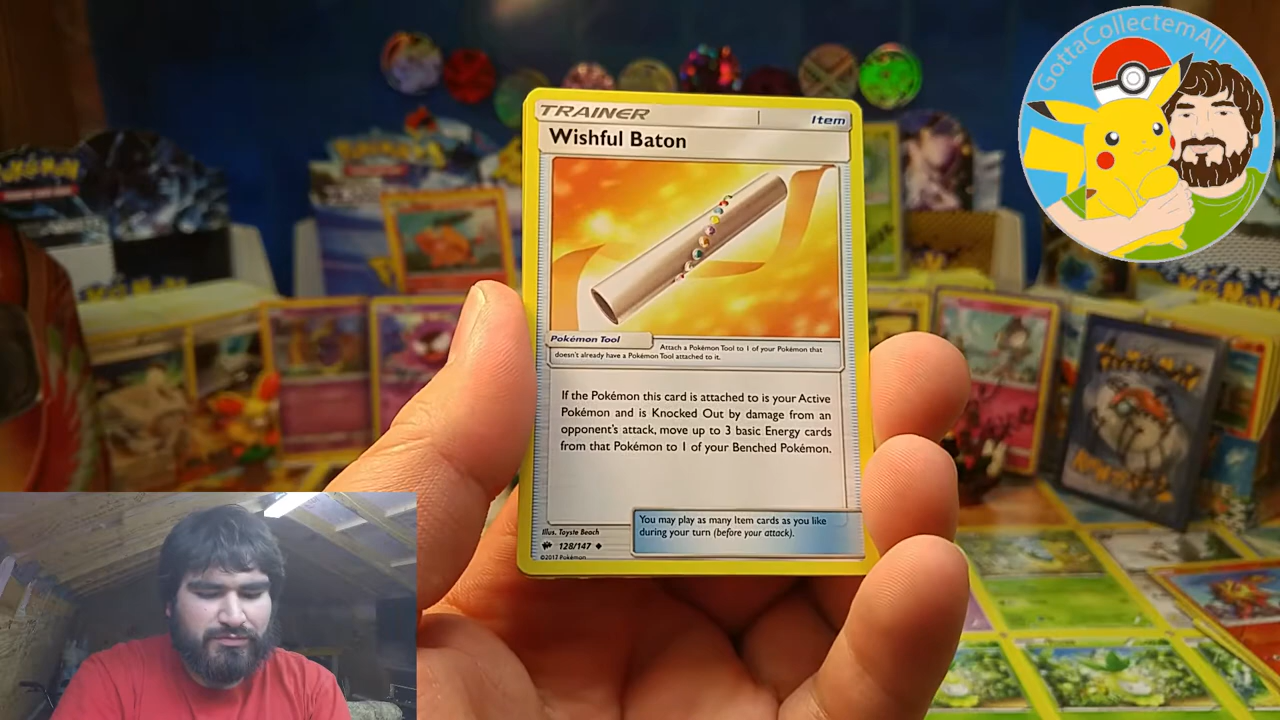 GottaCollectemAll
TRAINER
Item
Wishful Baton
Pokémon Tool
Attach a Pokémon Tool to 1 of your Pokémon that
doesn't already have a Pokémon Tool attached to it.
If the Pokémon this card is attached to is your Active
Pokémon and is Knocked Out by damage from an
opponent's attack, move up to 3 basic Energy cards
from that Pokémon to 1 of your Benched Pokémon.
You may play as many Item cards as you like
during your turn (before your attack).
Illus. Toyste Beach
128/147
©2017 Pokémon
POKéMON